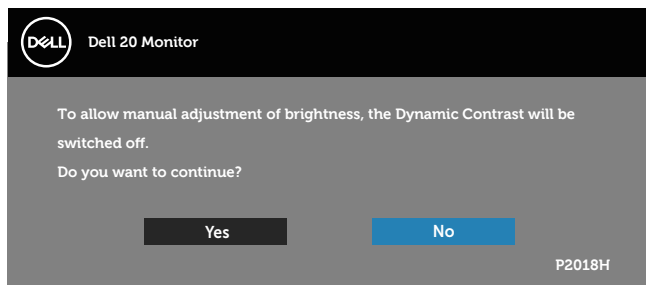 DELL
Dell 20 Monitor
To allow manual adjustment of brightness, the Dynamic Contrast will be
switched off.
Do you want to continue?
Yes
No
P2018H